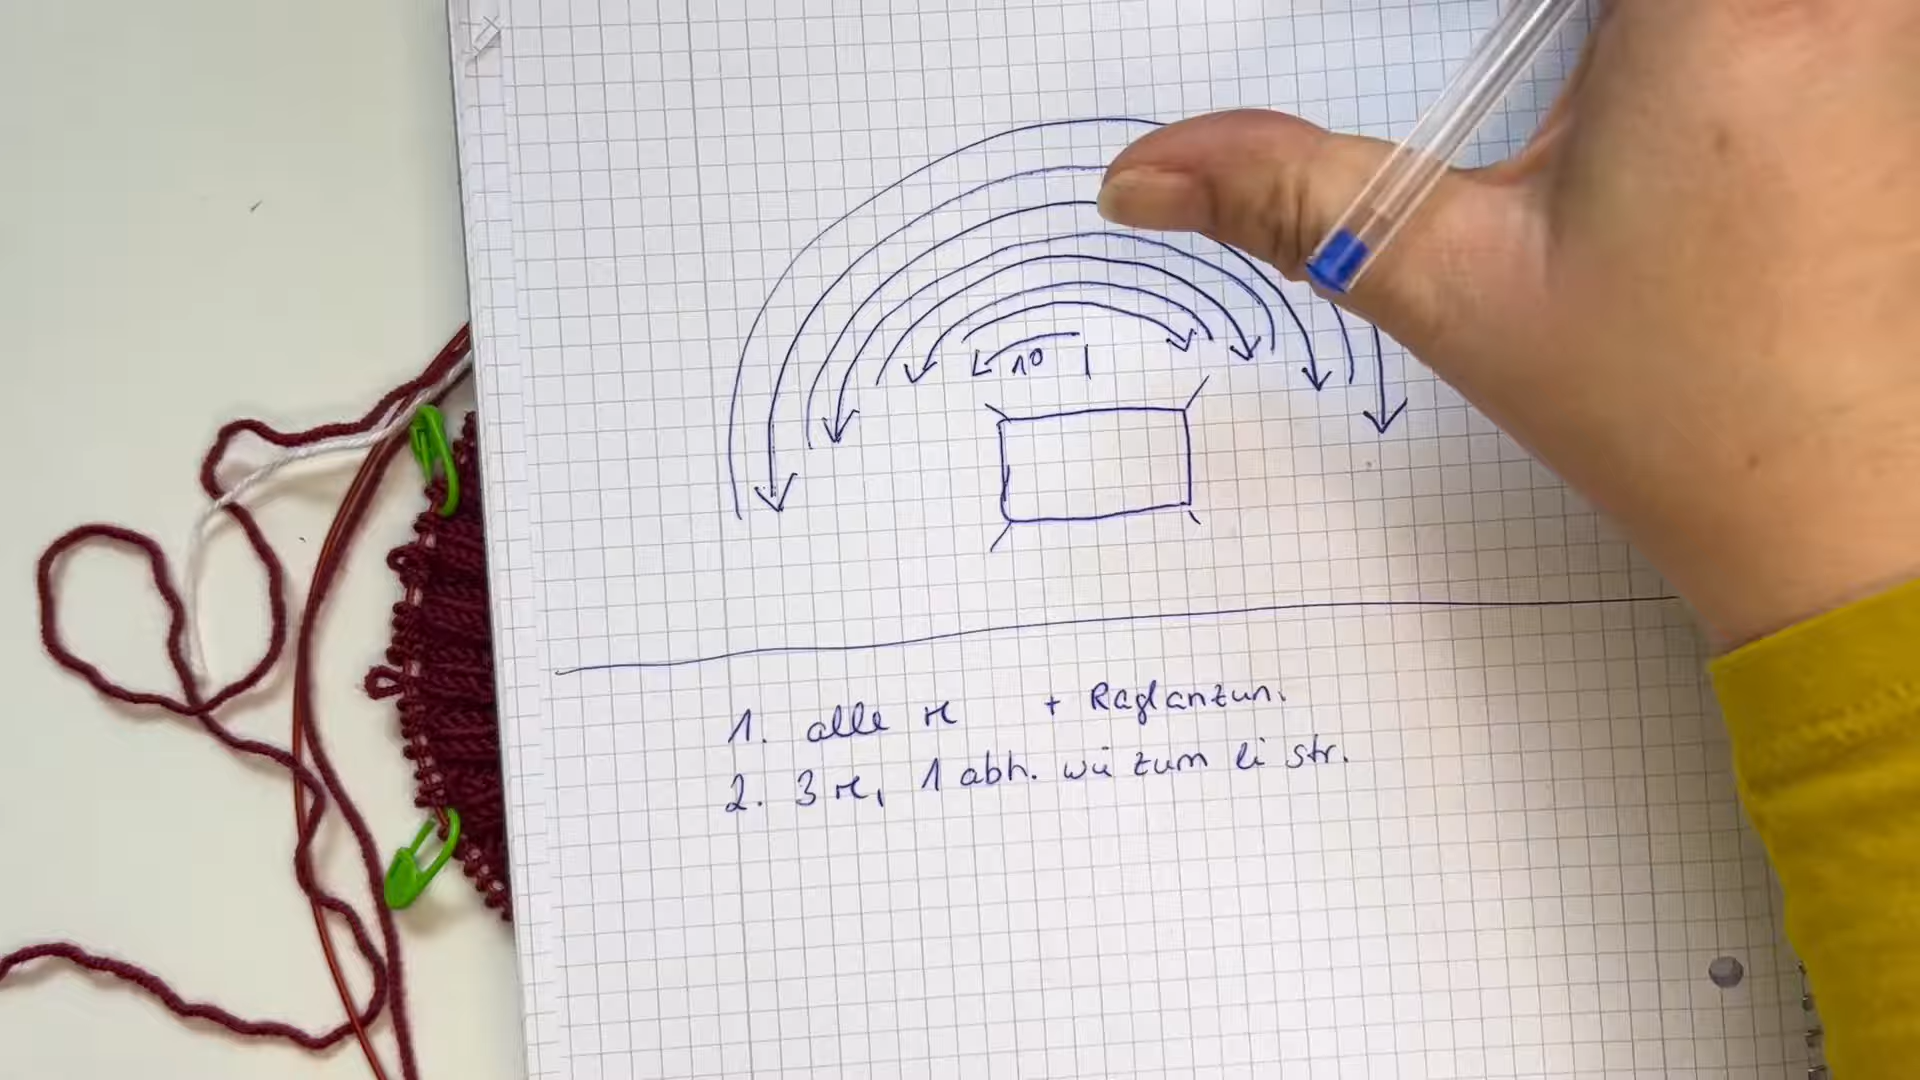 10
1. alle re + Raglanzun.
2. 3 re, 1 abh. wie zum li str.